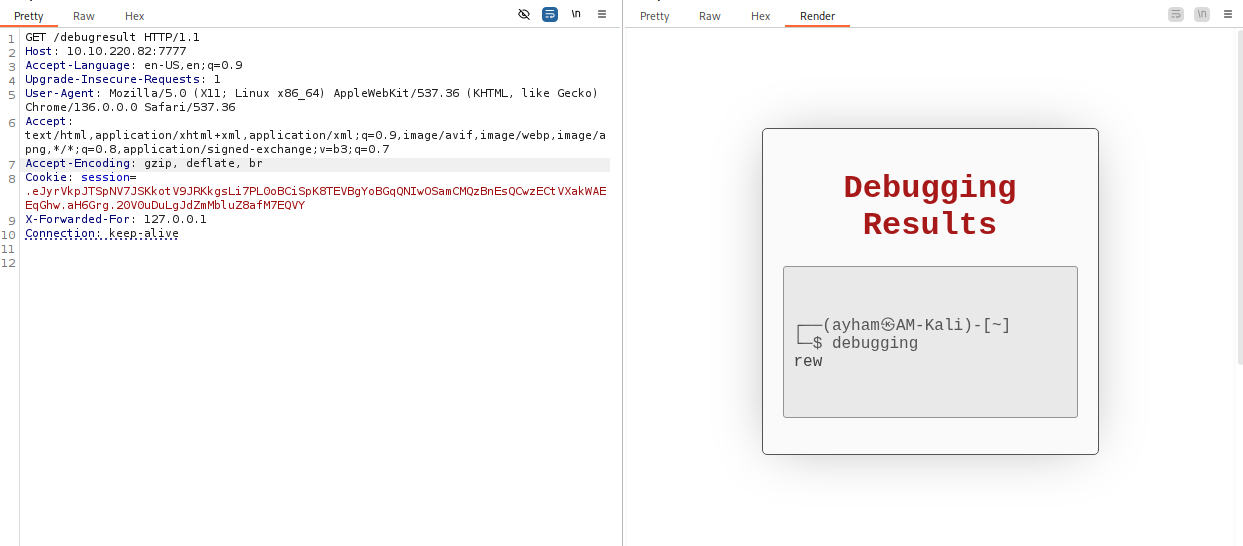 Pretty Raw Hex \n
1 GET /debugresult HTTP/1.1
2 Host: 10.10.220.82:7777
3 Accept-Language: en-US,en;q=0.9
4 Upgrade-Insecure-Requests: 1
5 User-Agent: Mozilla/5.0 (X11; Linux x86_64) AppleWebKit/537.36 (KHTML, like Gecko)
Chrome/136.0.0.0 Safari/537.36
6 Accept:
text/html,application/xhtml+xml,application/xml;q=0.9,image/avif,image/webp,image/a
png,*/*;q=0.8,application/signed-exchange;v=b3;q=0.7
7 Accept-Encoding: gzip, deflate, br
8 Cookie: session=
.eJyrVkpJTSpNV7JSKkotV9JRKkgsLi7PL0oBCiSpK8TEVBgYoBGqQNIwOSamCMQzBnEsQCwzECtVXakWAE
EqGhw.aH6Grg.20V0uDuLgJdZmMbluZ8afM7EQVY
9 X-Forwarded-For: 127.0.0.1
10 Connection: keep-alive
11
12
Pretty Raw Hex Render \n
Debugging
Results
┌──(ayham㉿AM-Kali)-[~]
└─$ debugging
rew